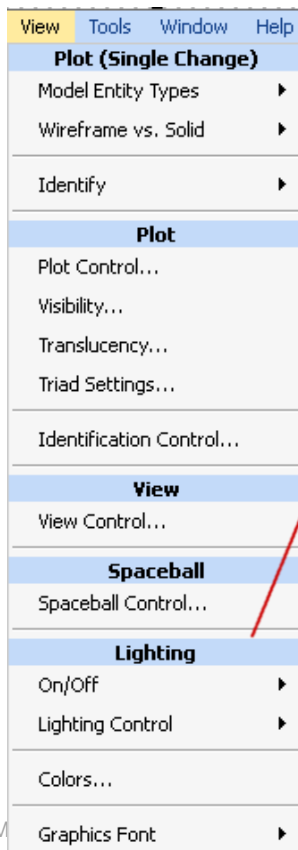 View Tools Window Help
Plot (Single Change)
Model Entity Types
Wireframe vs. Solid
Identify
Plot
Plot Control...
Visibility...
Translucency...
Triad Settings...
Identification Control...
View
View Control...
Spaceball
Spaceball Control...
Lighting
On/Off
Lighting Control
Colors...
Graphics Font